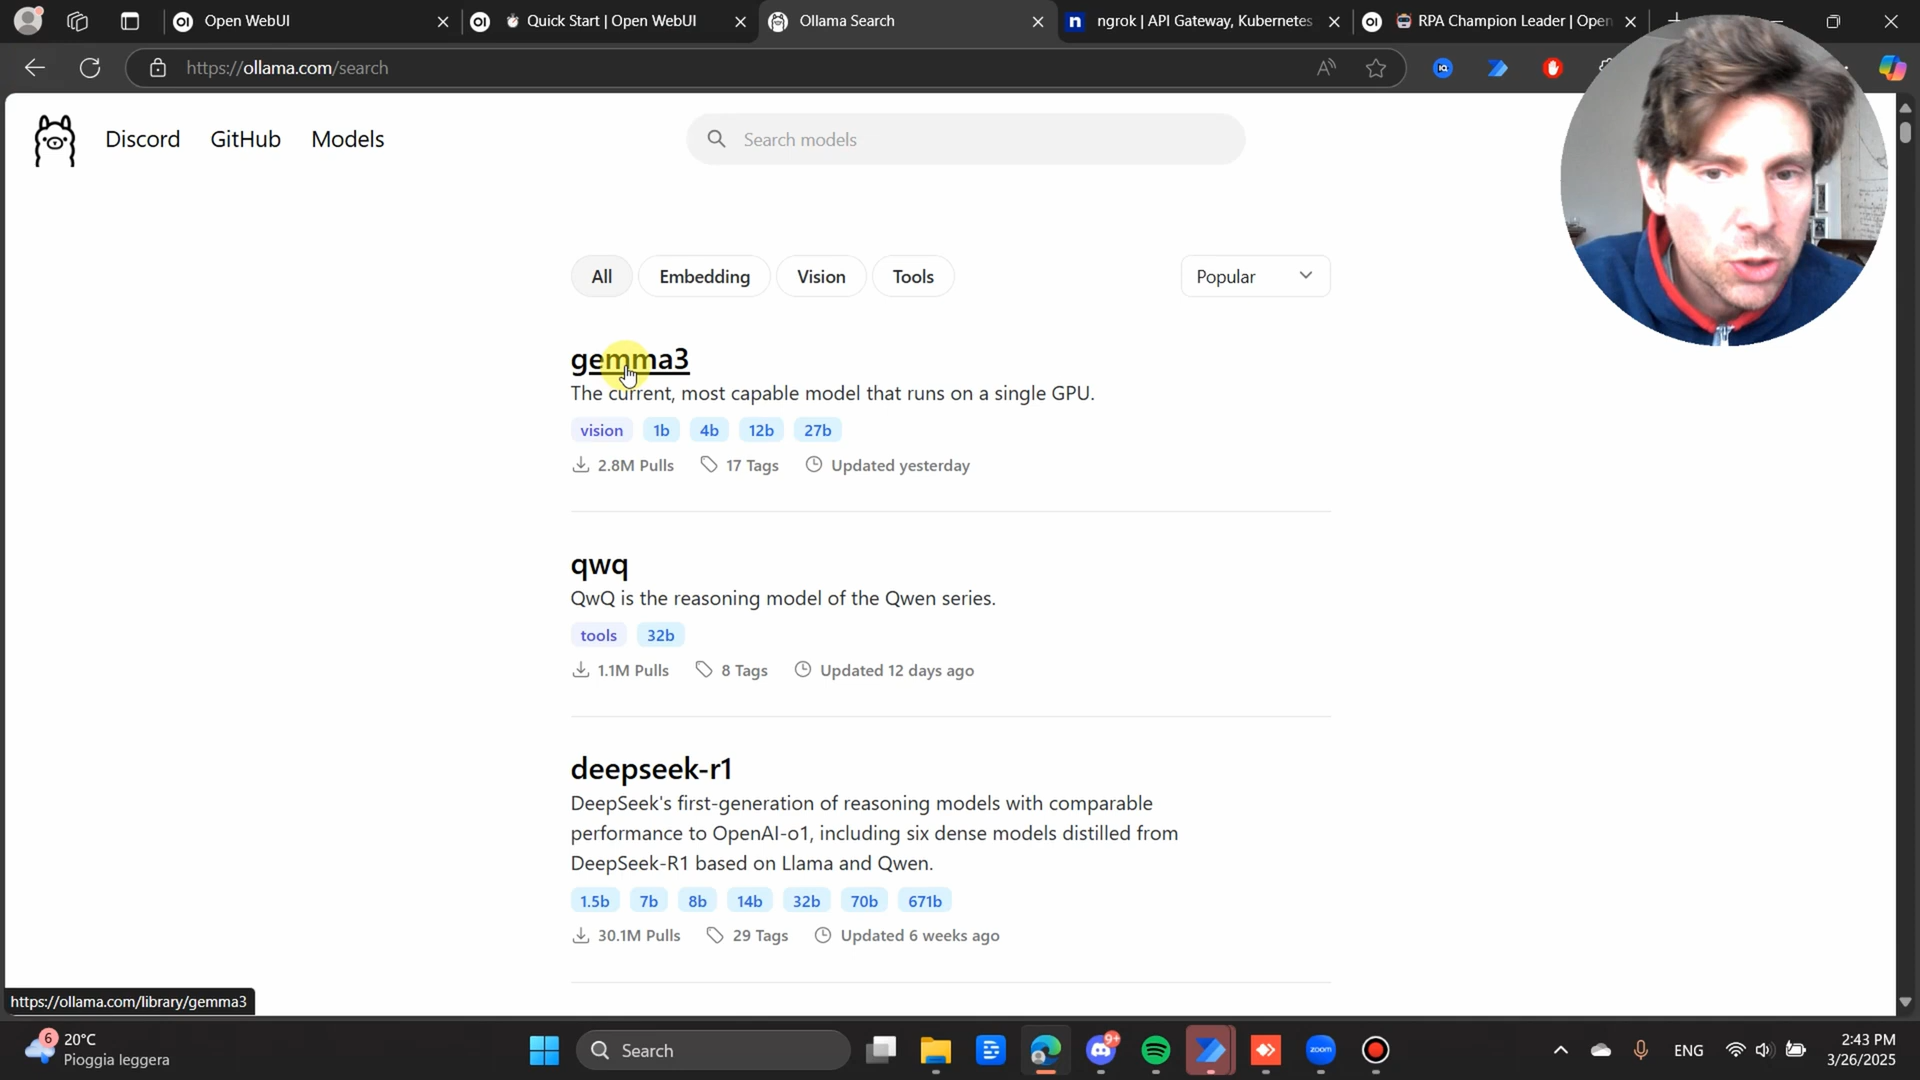 Open WebUI
Quick Start | Open WebUI
Ollama Search
ngrok | API Gateway, Kubernetes
RPA Champion Leader | Open
https://ollama.com/search
Discord
GitHub
Models
Search models
All
Embedding
Vision
Tools
Popular
gemma3
The current, most capable model that runs on a single GPU.
vision 1b 4b 12b 27b
2.8M Pulls 17 Tags Updated yesterday
qwq
QwQ is the reasoning model of the Qwen series.
tools 32b
1.1M Pulls 8 Tags Updated 12 days ago
deepseek-r1
DeepSeek's first-generation of reasoning models with comparable
performance to OpenAI-o1, including six dense models distilled from
DeepSeek-R1 based on Llama and Qwen.
1.5b 7b 8b 14b 32b 70b 671b
30.1M Pulls 29 Tags Updated 6 weeks ago
https://ollama.com/library/gemma3
6
20°C
Pioggia leggera
Search
9+
zoom
ENG
2:43 PM
3/26/2025